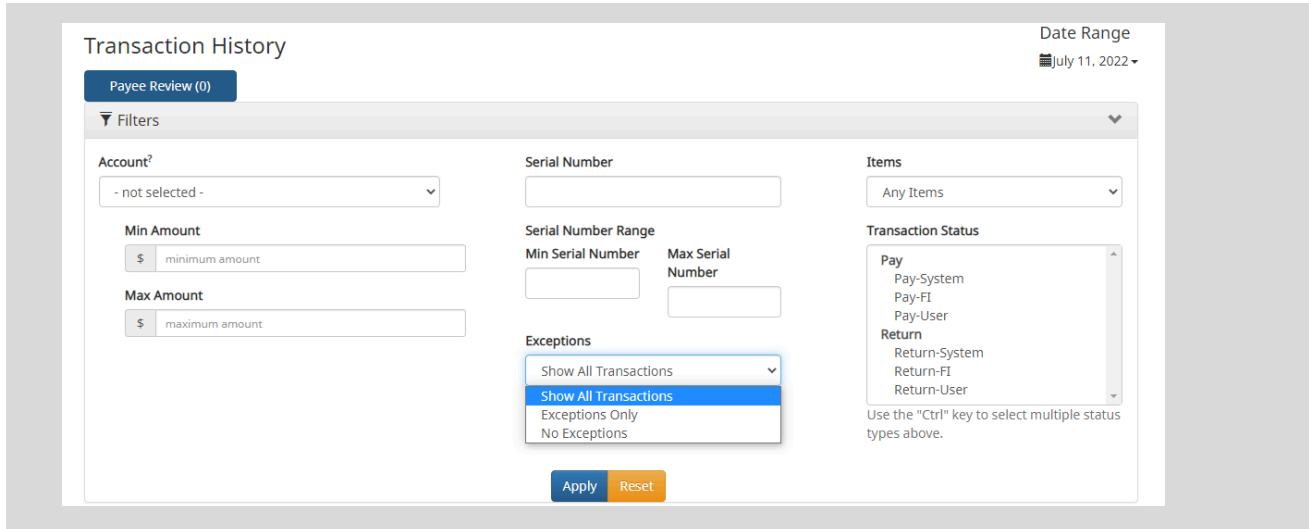 Transaction History
Date Range
July 11, 2022
Payee Review (0)
Filters
Account?
- not selected -
Min Amount
$ minimum amount
Max Amount
$ maximum amount
Serial Number
Serial Number Range
Min Serial Number
Max Serial
Number
Exceptions
Show All Transactions
Show All Transactions
Exceptions Only
No Exceptions
Items
Any Items
Transaction Status
Pay
Pay-System
Pay-FI
Pay-User
Return
Return-System
Return-FI
Return-User
Use the "Ctrl" key to select multiple status
types above.
Apply
Reset